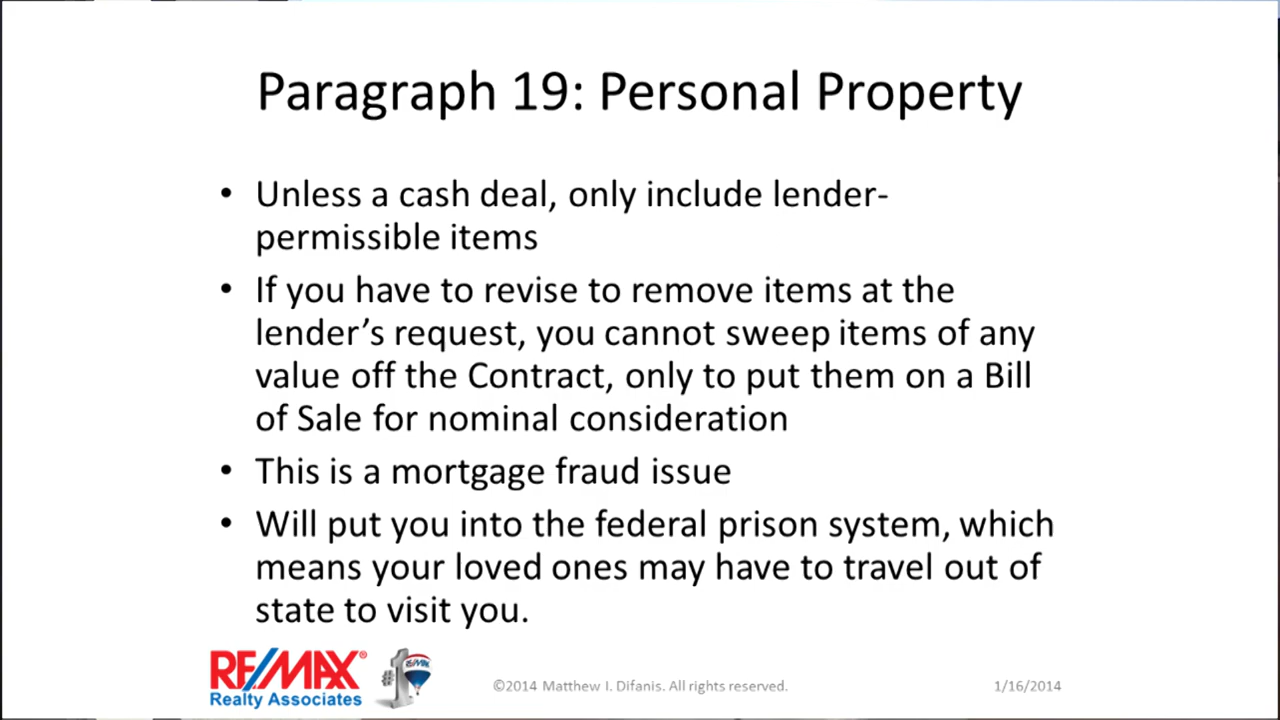 Paragraph 19: Personal Property
• Unless a cash deal, only include lender-
permissible items
• If you have to revise to remove items at the
lender’s request, you cannot sweep items of any
value off the Contract, only to put them on a Bill
of Sale for nominal consideration
• This is a mortgage fraud issue
• Will put you into the federal prison system, which
means your loved ones may have to travel out of
state to visit you.
RE/MAX®
Realty Associates
#1
RE/MAX
©2014 Matthew I. Difanis. All rights reserved.
1/16/2014